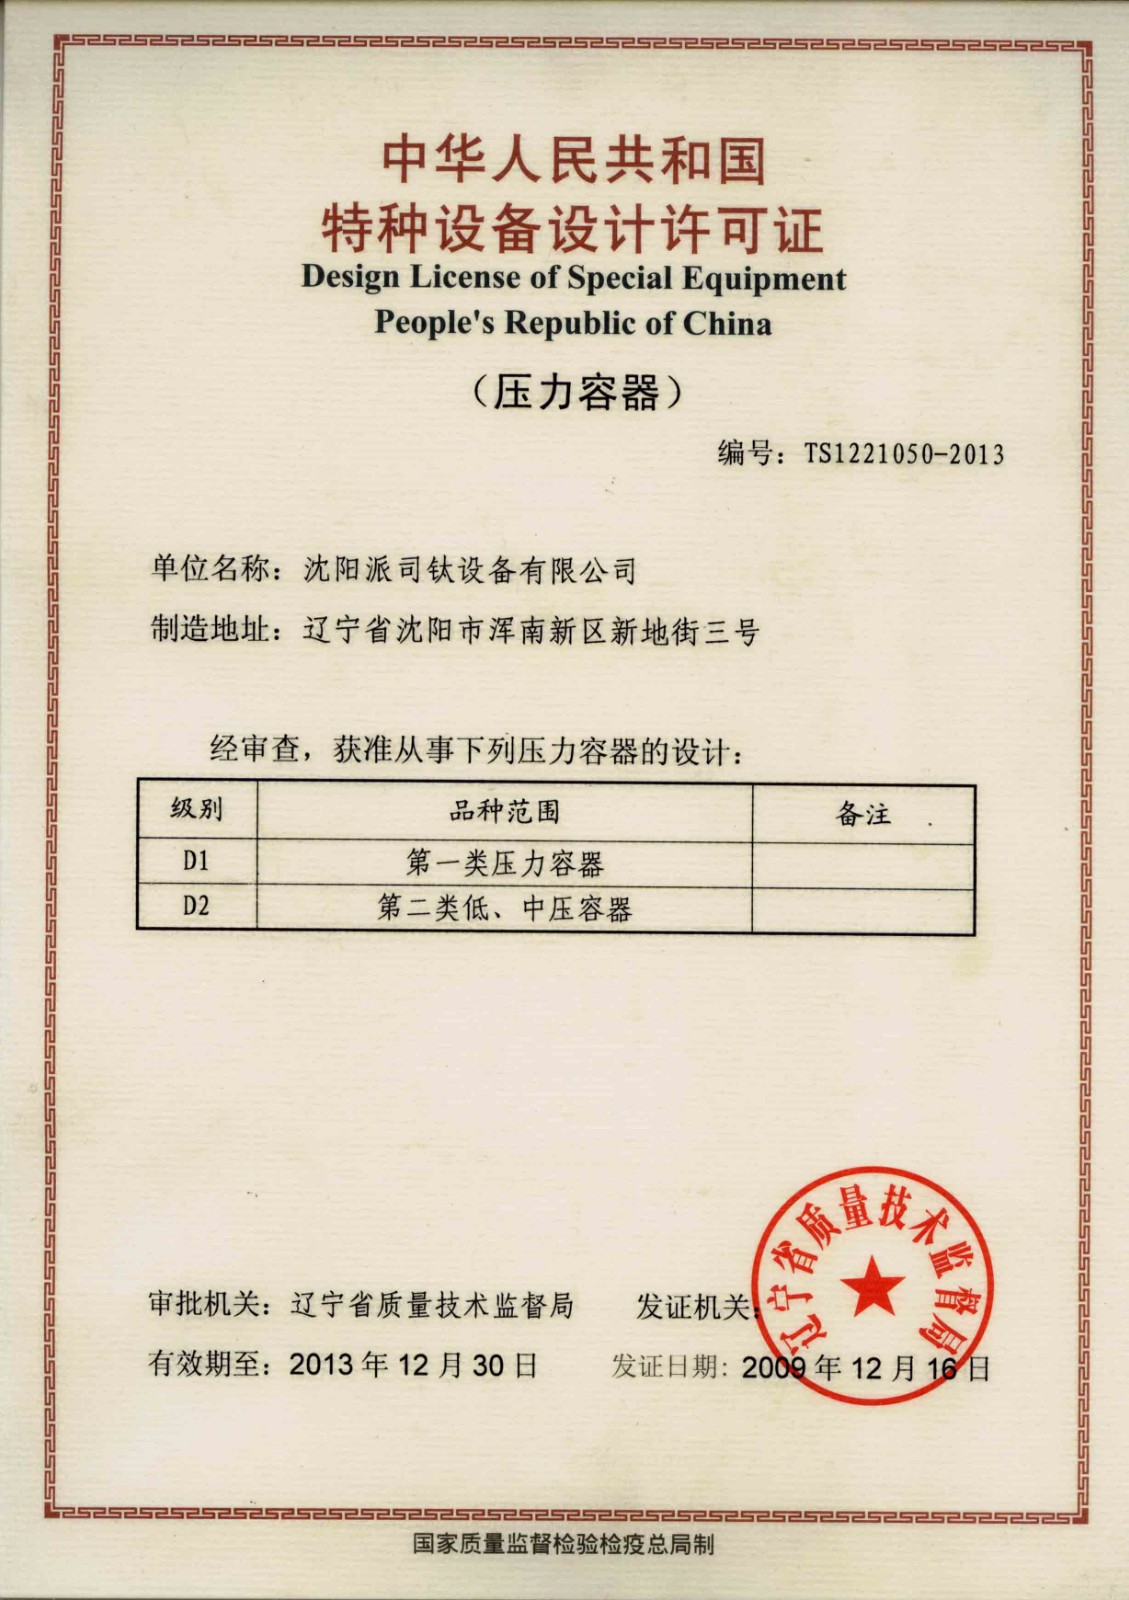 中华人民共和国
特种设备设计许可证
Design License of Special Equipment
People's Republic of China
（压力容器）
编号：TS1221050-2013
单位名称：沈阳派司钛设备有限公司
制造地址：辽宁省沈阳市浑南新区新地街三号
经审查，获准从事下列压力容器的设计：
级别 品种范围 备注
D1 第一类压力容器
D2 第二类低、中压容器
辽宁省质量技术监督局
审批机关：辽宁省质量技术监督局 发证机关：
有效期至：2013年12月30日 发证日期：2009年12月16日
国家质量监督检验检疫总局制